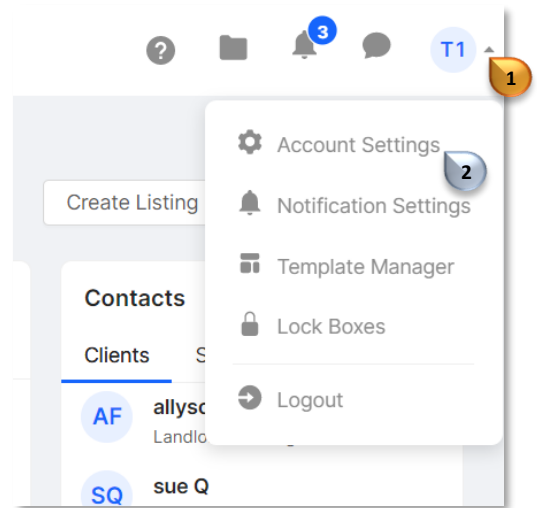 ?
3
T1
1
Account Settings
2
Create Listing
Notification Settings
Template Manager
Contacts
Lock Boxes
Clients S
Logout
AF
allyso
Landlo
SQ
sue Q